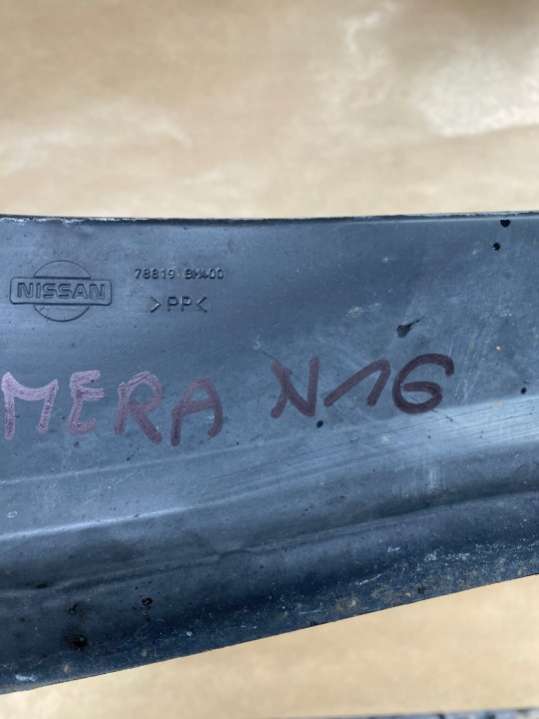 NISSAN
78819 BM400
>PP<
MERA N16